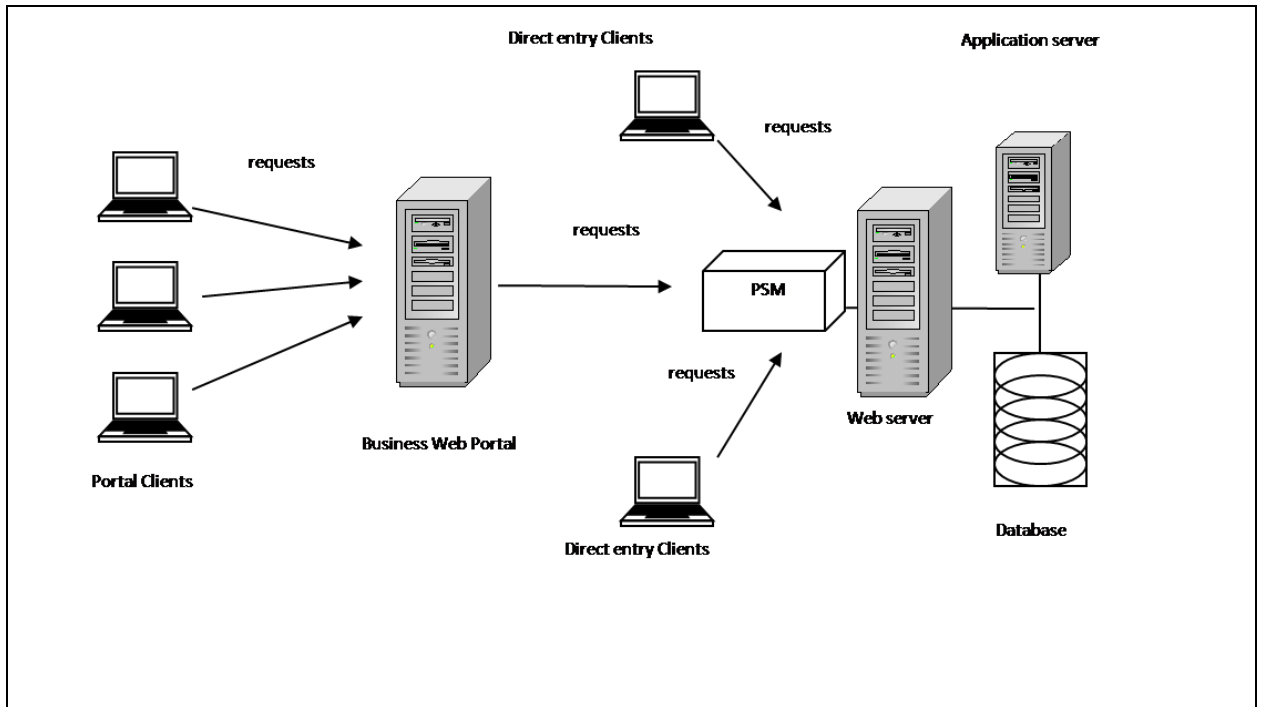 Direct entry Clients
Application server
requests
requests
requests
PSM
requests
Web server
Business Web Portal
Portal Clients
Database
Direct entry Clients